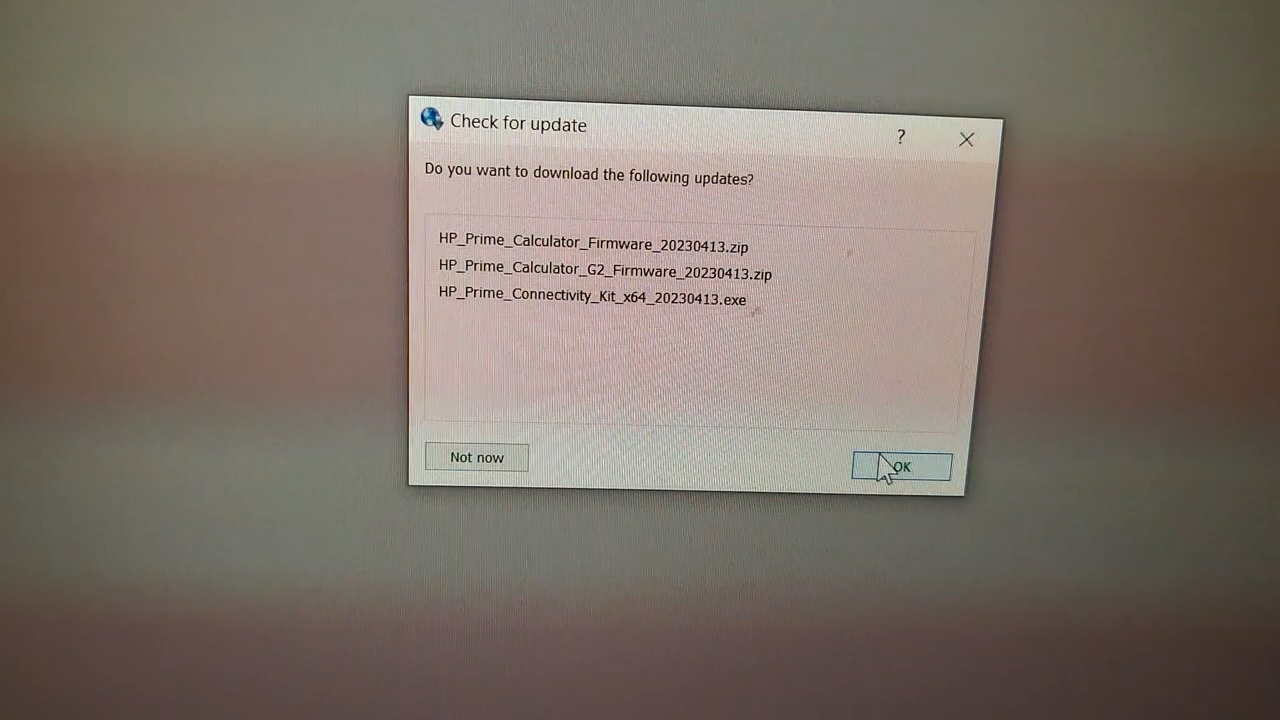 Check for update
?
Do you want to download the following updates?
HP_Prime_Calculator_Firmware_20230413.zip
HP_Prime_Calculator_G2_Firmware_20230413.zip
HP_Prime_Connectivity_Kit_x64_20230413.exe
Not now
OK